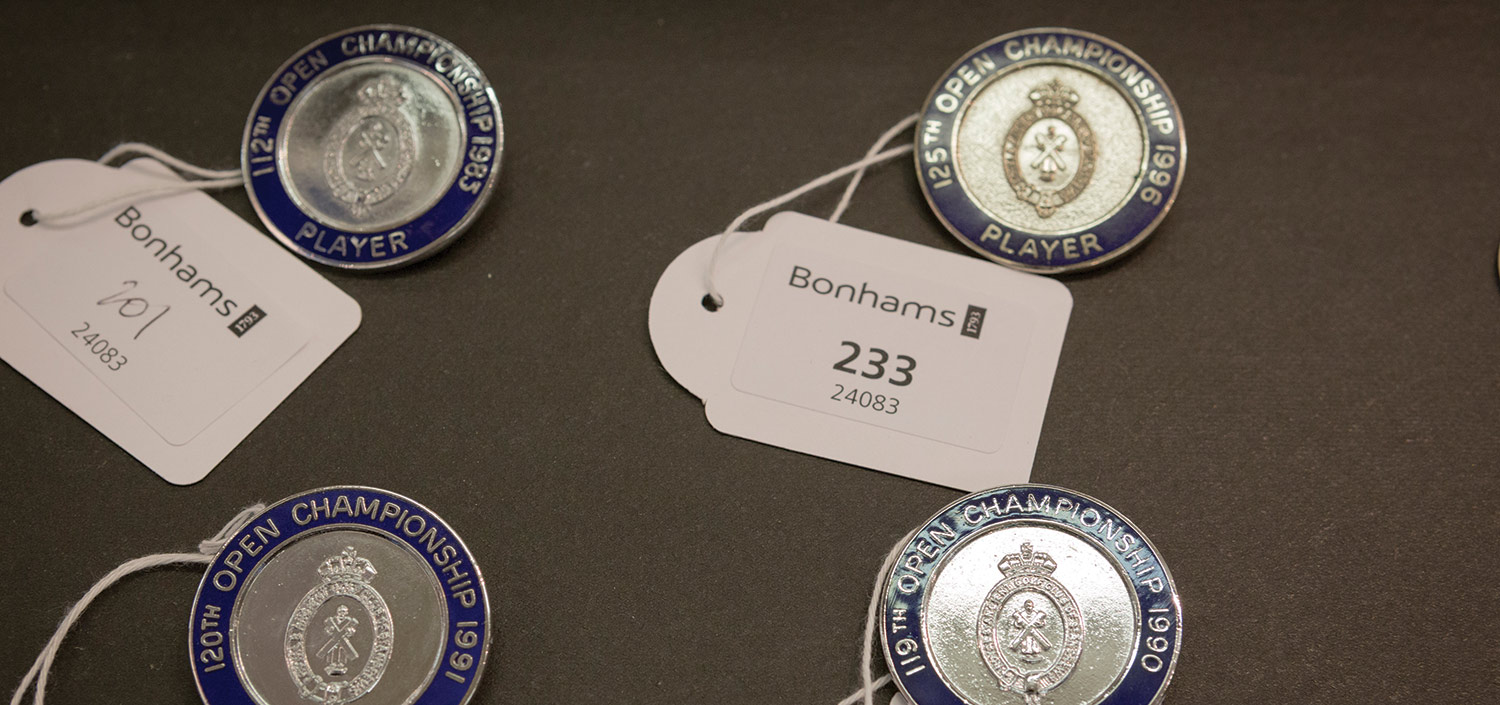 112TH OPEN CHAMPIONSHIP 1983
PLAYER
Bonhams
1793
201
24083
125TH OPEN CHAMPIONSHIP 1996
PLAYER
Bonhams
1793
233
24083
120TH OPEN CHAMPIONSHIP 1991
119TH OPEN CHAMPIONSHIP 1990